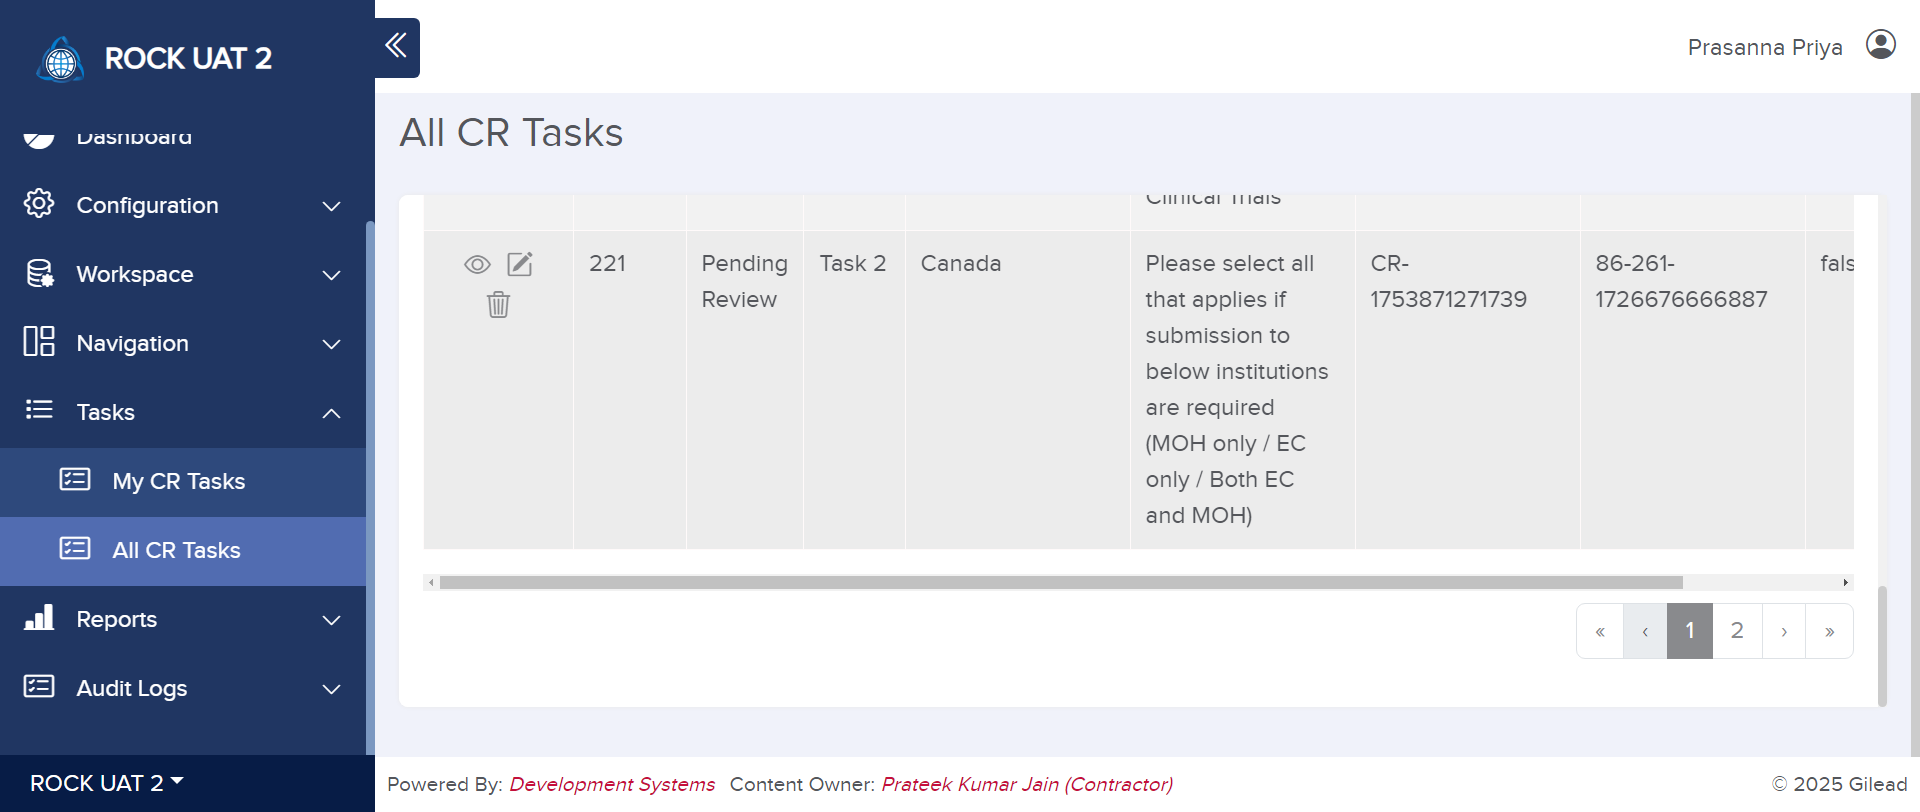 ROCK UAT 2
Prasanna Priya
Dashboard
Configuration
Workspace
Navigation
Tasks
My CR Tasks
All CR Tasks
Reports
Audit Logs
ROCK UAT 2
All CR Tasks
Clinical Trials
221
Pending
Review
Task 2
Canada
Please select all
that applies if
submission to
below institutions
are required
(MOH only / EC
only / Both EC
and MOH)
CR-
1753871271739
86-261-
1726676666887
fals
« ‹ 1 2 › »
Powered By: Development Systems Content Owner: Prateek Kumar Jain (Contractor)
© 2025 Gilead